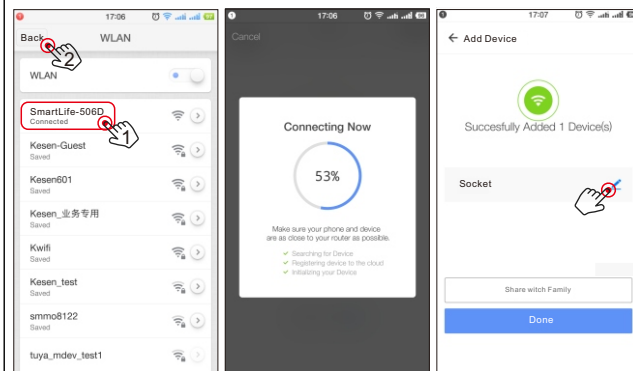 17:06
Back
WLAN
2
WLAN
SmartLife-506D
Connected
1
Kesen-Guest
Saved
Kesen601
Saved
Kesen_业务专用
Saved
Kwifi
Saved
Kesen_test
Saved
smmo8122
Saved
tuya_mdev_test1
17:06
Cancel
Connecting Now
53%
Make sure your phone and device
are as close to your router as possible.
Searching for Device
Registering device to the cloud
Initializing your Device
17:07
Add Device
Succesfully Added 1 Device(s)
Socket
Share witch Family
Done